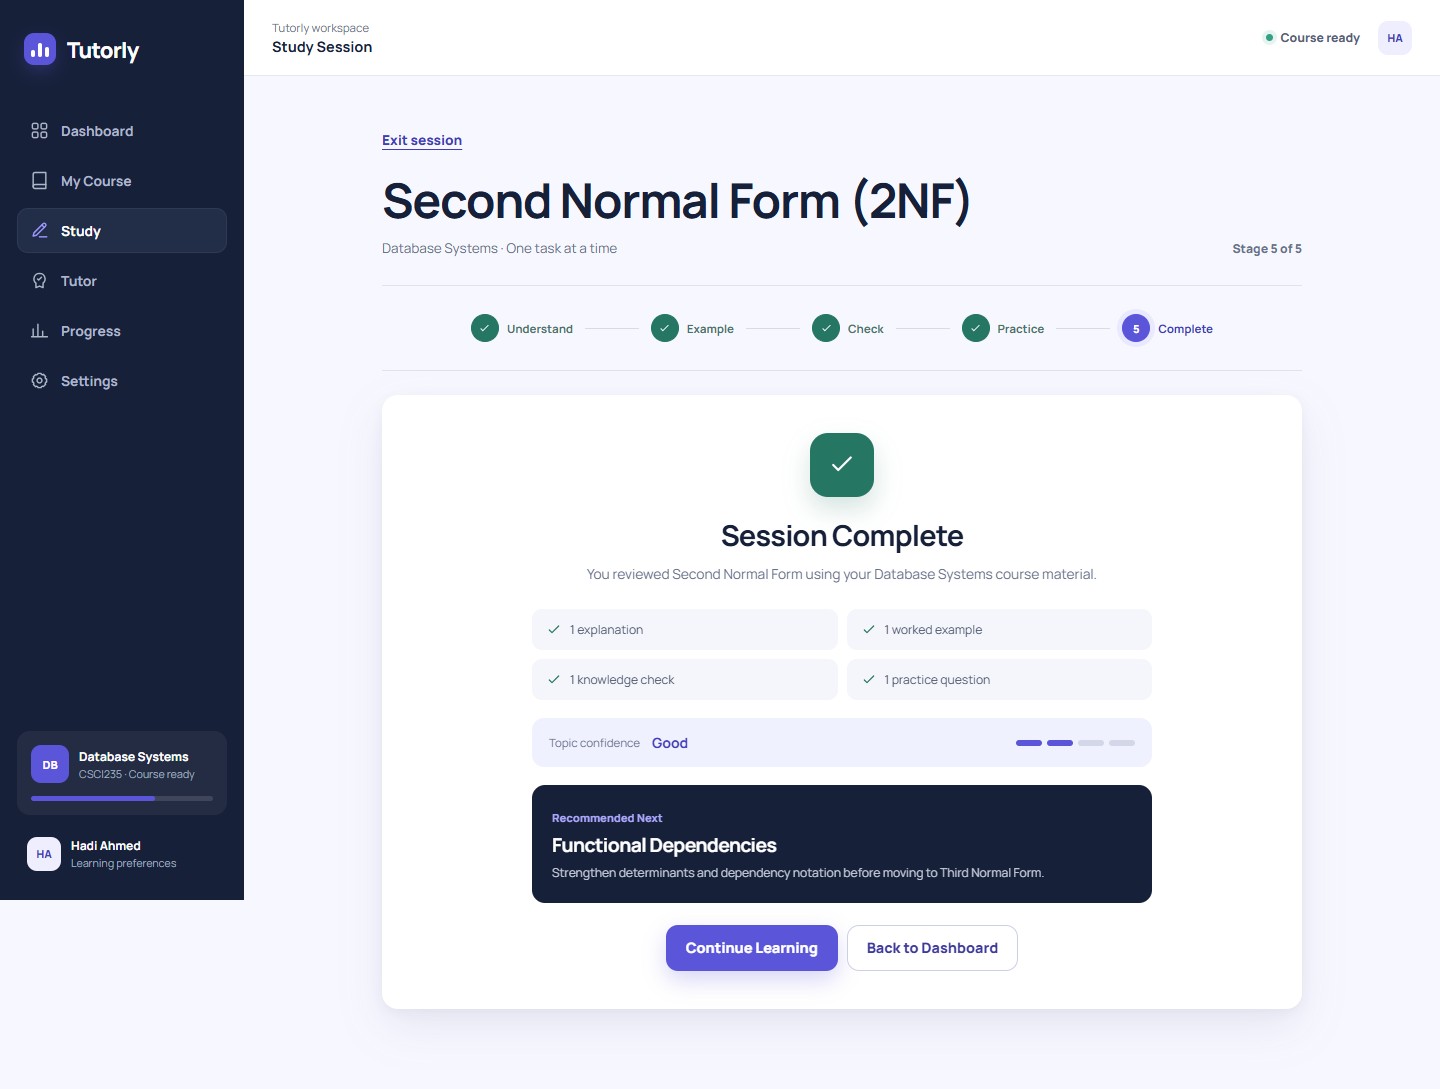 Tutorly
Dashboard
My Course
Study
Tutor
Progress
Settings
DB
Database Systems
CSCI235 · Course ready
HA
Hadi Ahmed
Learning preferences
Tutorly workspace
Study Session
Course ready
HA
Exit session
Second Normal Form (2NF)
Database Systems · One task at a time
Stage 5 of 5
Understand
Example
Check
Practice
5
Complete
Session Complete
You reviewed Second Normal Form using your Database Systems course material.
1 explanation
1 worked example
1 knowledge check
1 practice question
Topic confidence Good
Recommended Next
Functional Dependencies
Strengthen determinants and dependency notation before moving to Third Normal Form.
Continue Learning
Back to Dashboard